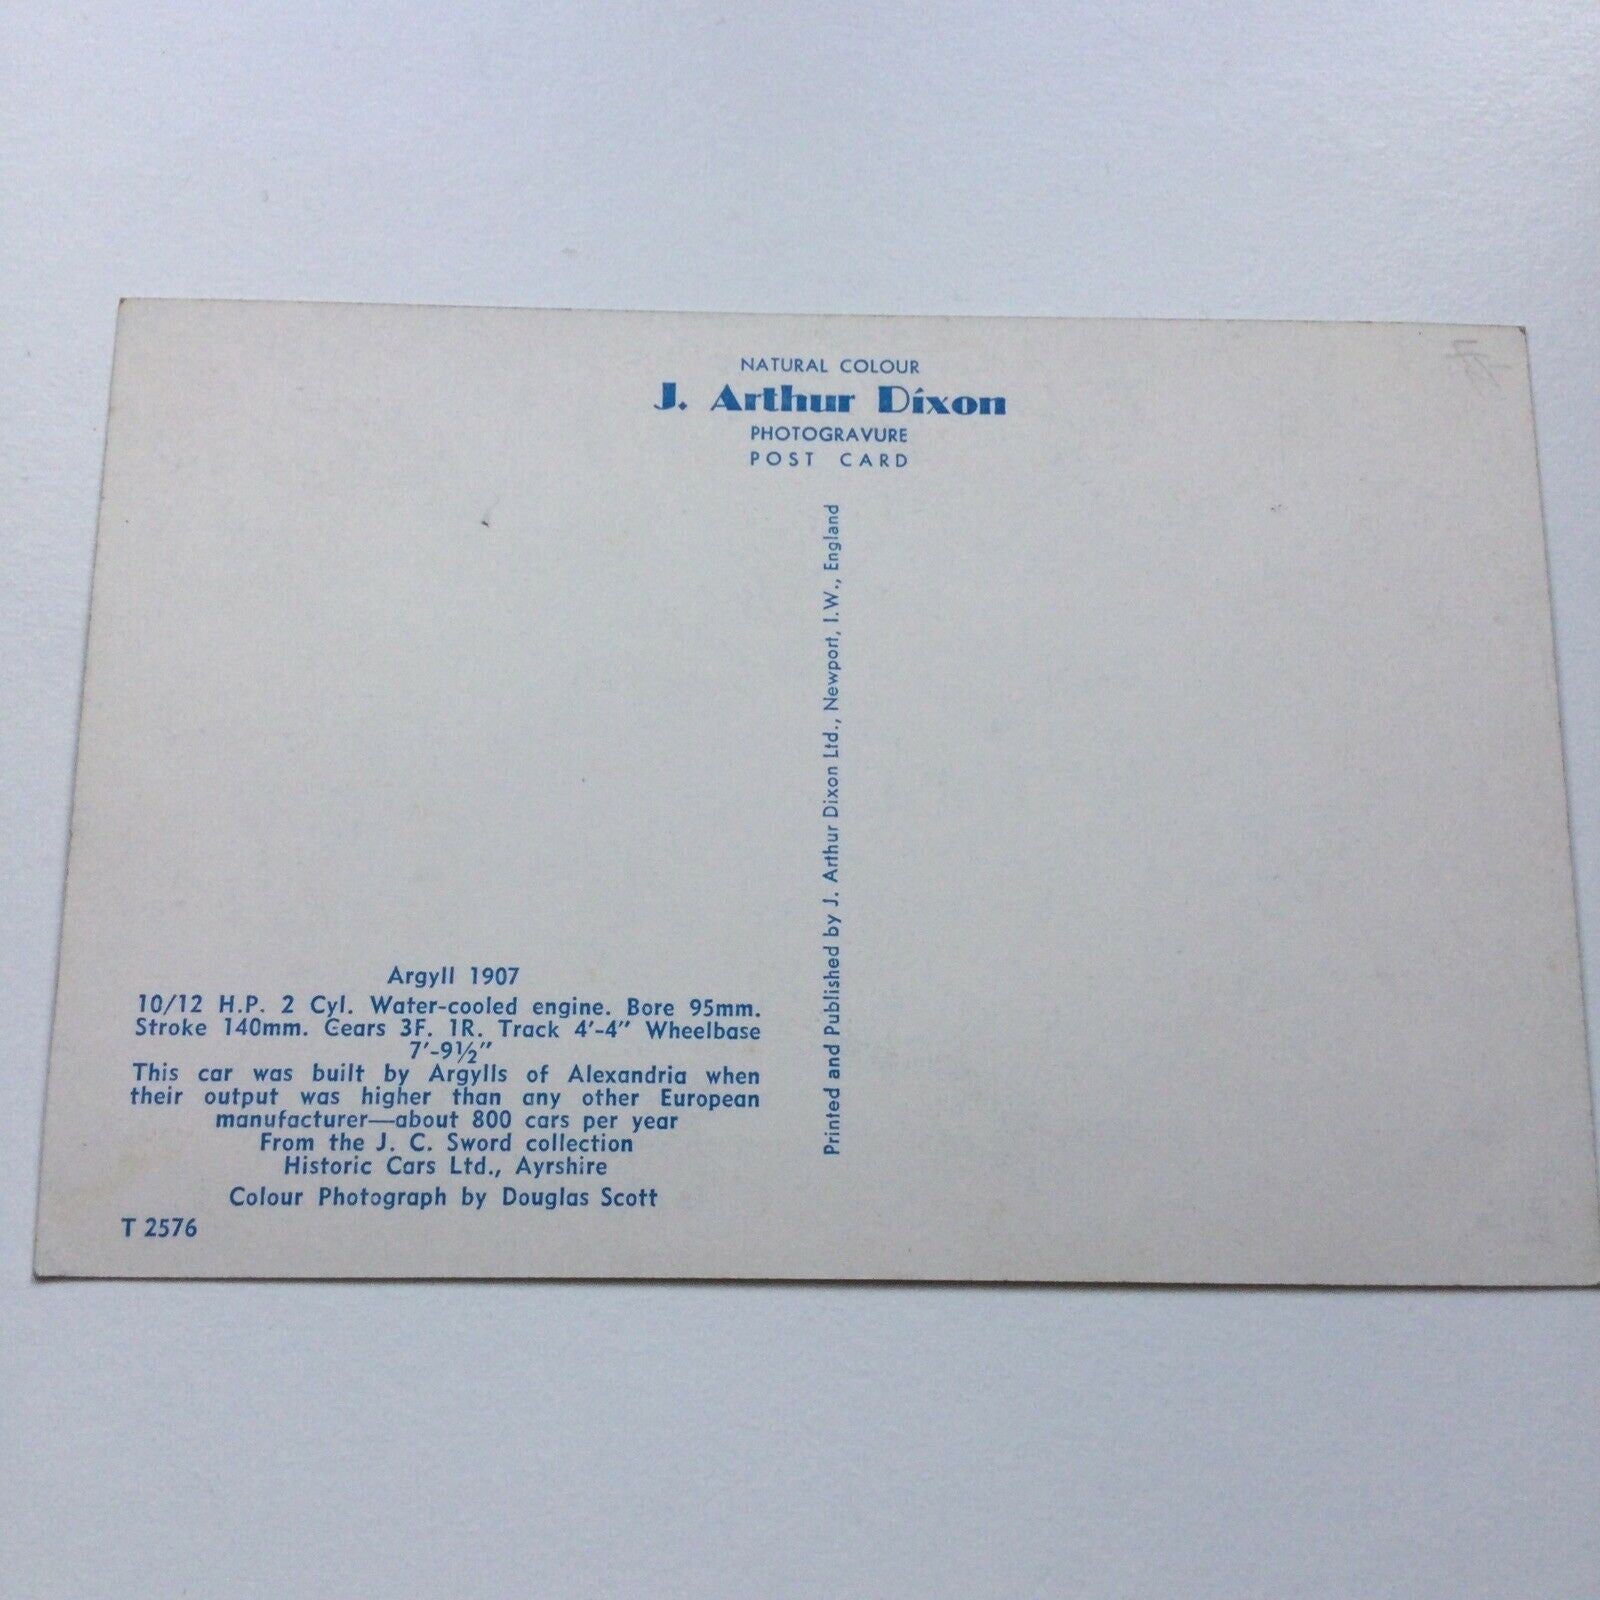 NATURAL COLOUR
J. Arthur Dixon
PHOTOGRAVURE
POST CARD
Printed and Published by J. Arthur Dixon Ltd., Newport, I.W., England
Argyll 1907
10/12 H.P. 2 Cyl. Water-cooled engine. Bore 95mm.
Stroke 140mm. Gears 3F. 1R. Track 4'-4" Wheelbase
7'-9½"
This car was built by Argylls of Alexandria when
their output was higher than any other European
manufacturer—about 800 cars per year
From the J. C. Sword collection
Historic Cars Ltd., Ayrshire
Colour Photograph by Douglas Scott
T 2576